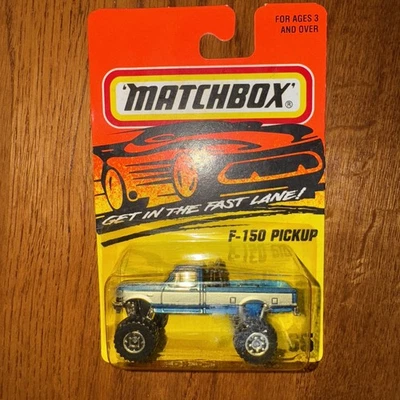 FOR AGES 3
AND OVER
MATCHBOX®
GET IN THE FAST LANE!
F-150 PICKUP